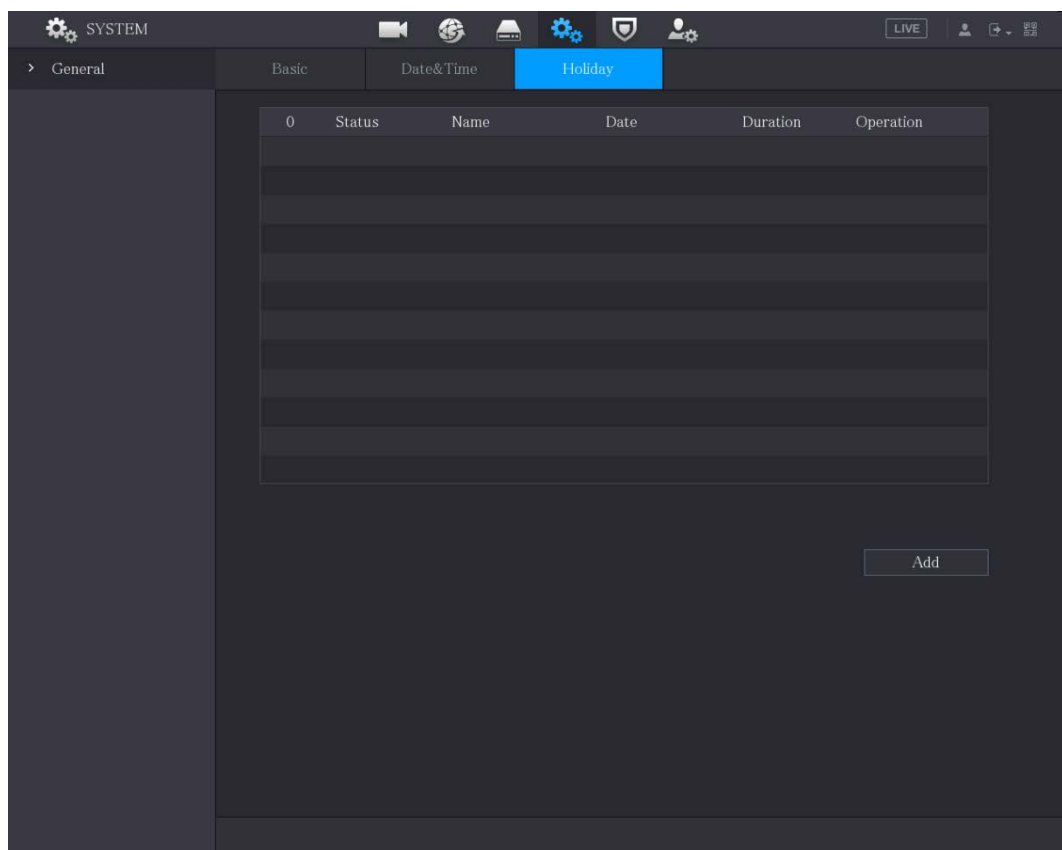 SYSTEM LIVE
General Basic Date&Time Holiday
0 Status Name Date Duration Operation
Add